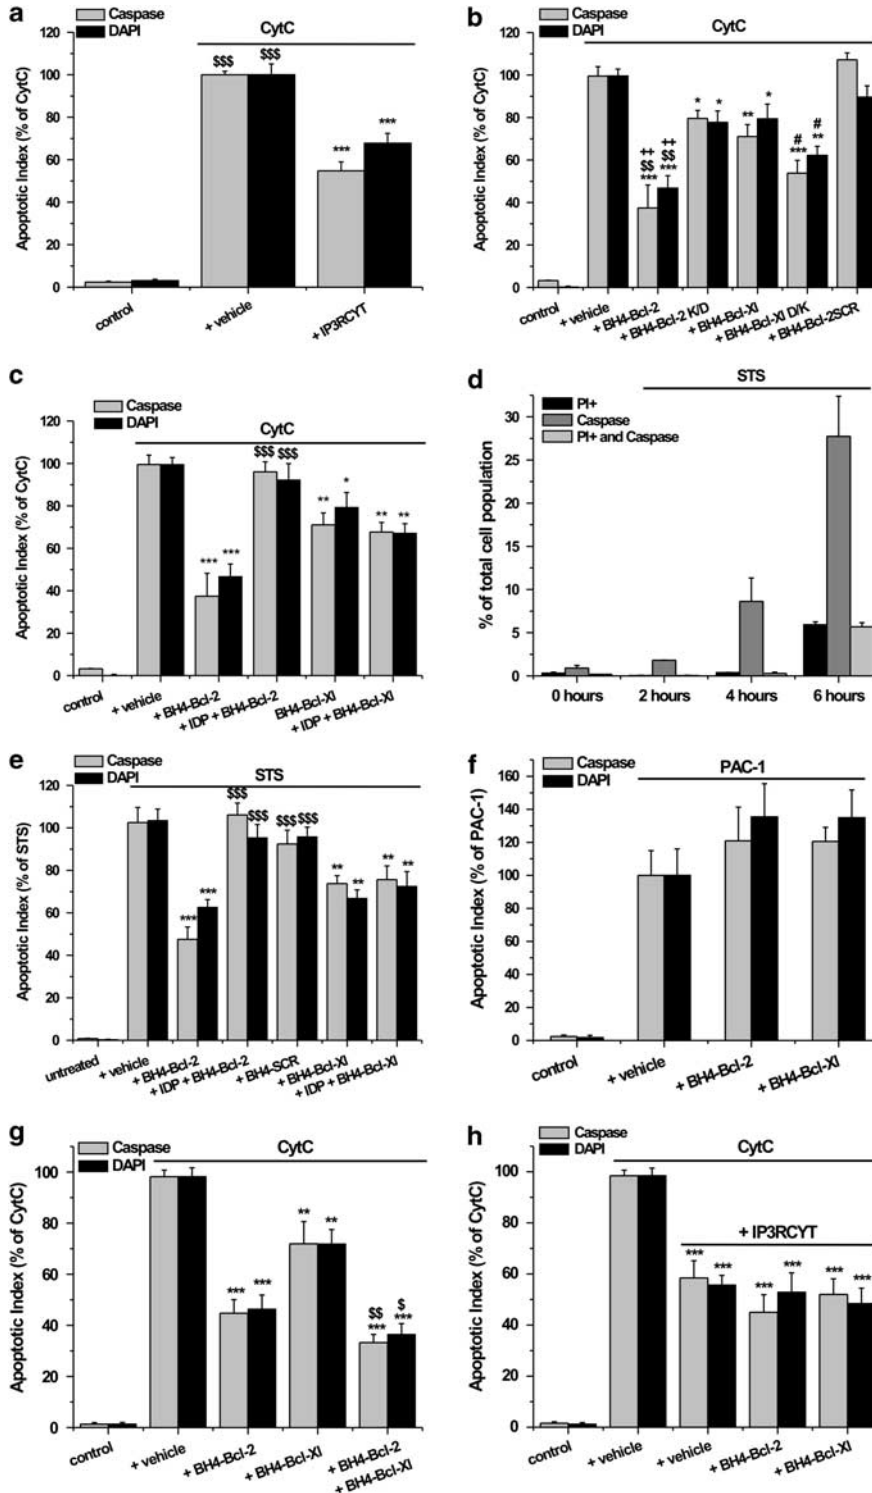 a
Caspase
DAPI
CytC
Apoptotic Index (% of CytC)
120
100
80
60
40
20
0
$$$
$$$
***
***
control
+ vehicle
+ IP3RCYT
b
Caspase
DAPI
CytC
Apoptotic Index (% of CytC)
120
100
80
60
40
20
0
++
$$
***
++
$$
***
*
*
**
*
#
***
#
**
control
+ vehicle
+ BH4-Bcl-2
+ BH4-Bcl-2 K/D
+ BH4-Bcl-Xl
+ BH4-Bcl-Xl D/K
+ BH4-Bcl-2SCR
c
Caspase
DAPI
CytC
Apoptotic Index (% of CytC)
120
100
80
60
40
20
0
***
***
$$$
$$$
**
*
**
**
control
+ vehicle
+ BH4-Bcl-2
+ IDP + BH4-Bcl-2
BH4-Bcl-Xl
+ IDP + BH4-Bcl-Xl
d
PI+
Caspase
PI+ and Caspase
STS
% of total cell population
30
25
20
15
10
5
0
0 hours
2 hours
4 hours
6 hours
e
Caspase
DAPI
STS
Apoptotic Index (% of STS)
120
100
80
60
40
20
0
***
***
$$$
$$$
$$$
$$$
**
**
**
**
untreated
+ vehicle
+ BH4-Bcl-2
+ IDP + BH4-Bcl-2
+ BH4-SCR
+ BH4-Bcl-Xl
+ IDP + BH4-Bcl-Xl
f
Caspase
DAPI
PAC-1
Apoptotic Index (% of PAC-1)
160
140
120
100
80
60
40
20
0
control
+ vehicle
+ BH4-Bcl-2
+ BH4-Bcl-Xl
g
Caspase
DAPI
CytC
Apoptotic Index (% of CytC)
100
80
60
40
20
0
***
***
**
**
$$
***
$
***
control
+ vehicle
+ BH4-Bcl-2
+ BH4-Bcl-Xl
+ BH4-Bcl-2
+ BH4-Bcl-Xl
h
Caspase
DAPI
CytC
+ IP3RCYT
Apoptotic Index (% of CytC)
100
80
60
40
20
0
***
***
***
***
***
***
control
+ vehicle
+ vehicle
+ BH4-Bcl-2
+ BH4-Bcl-Xl